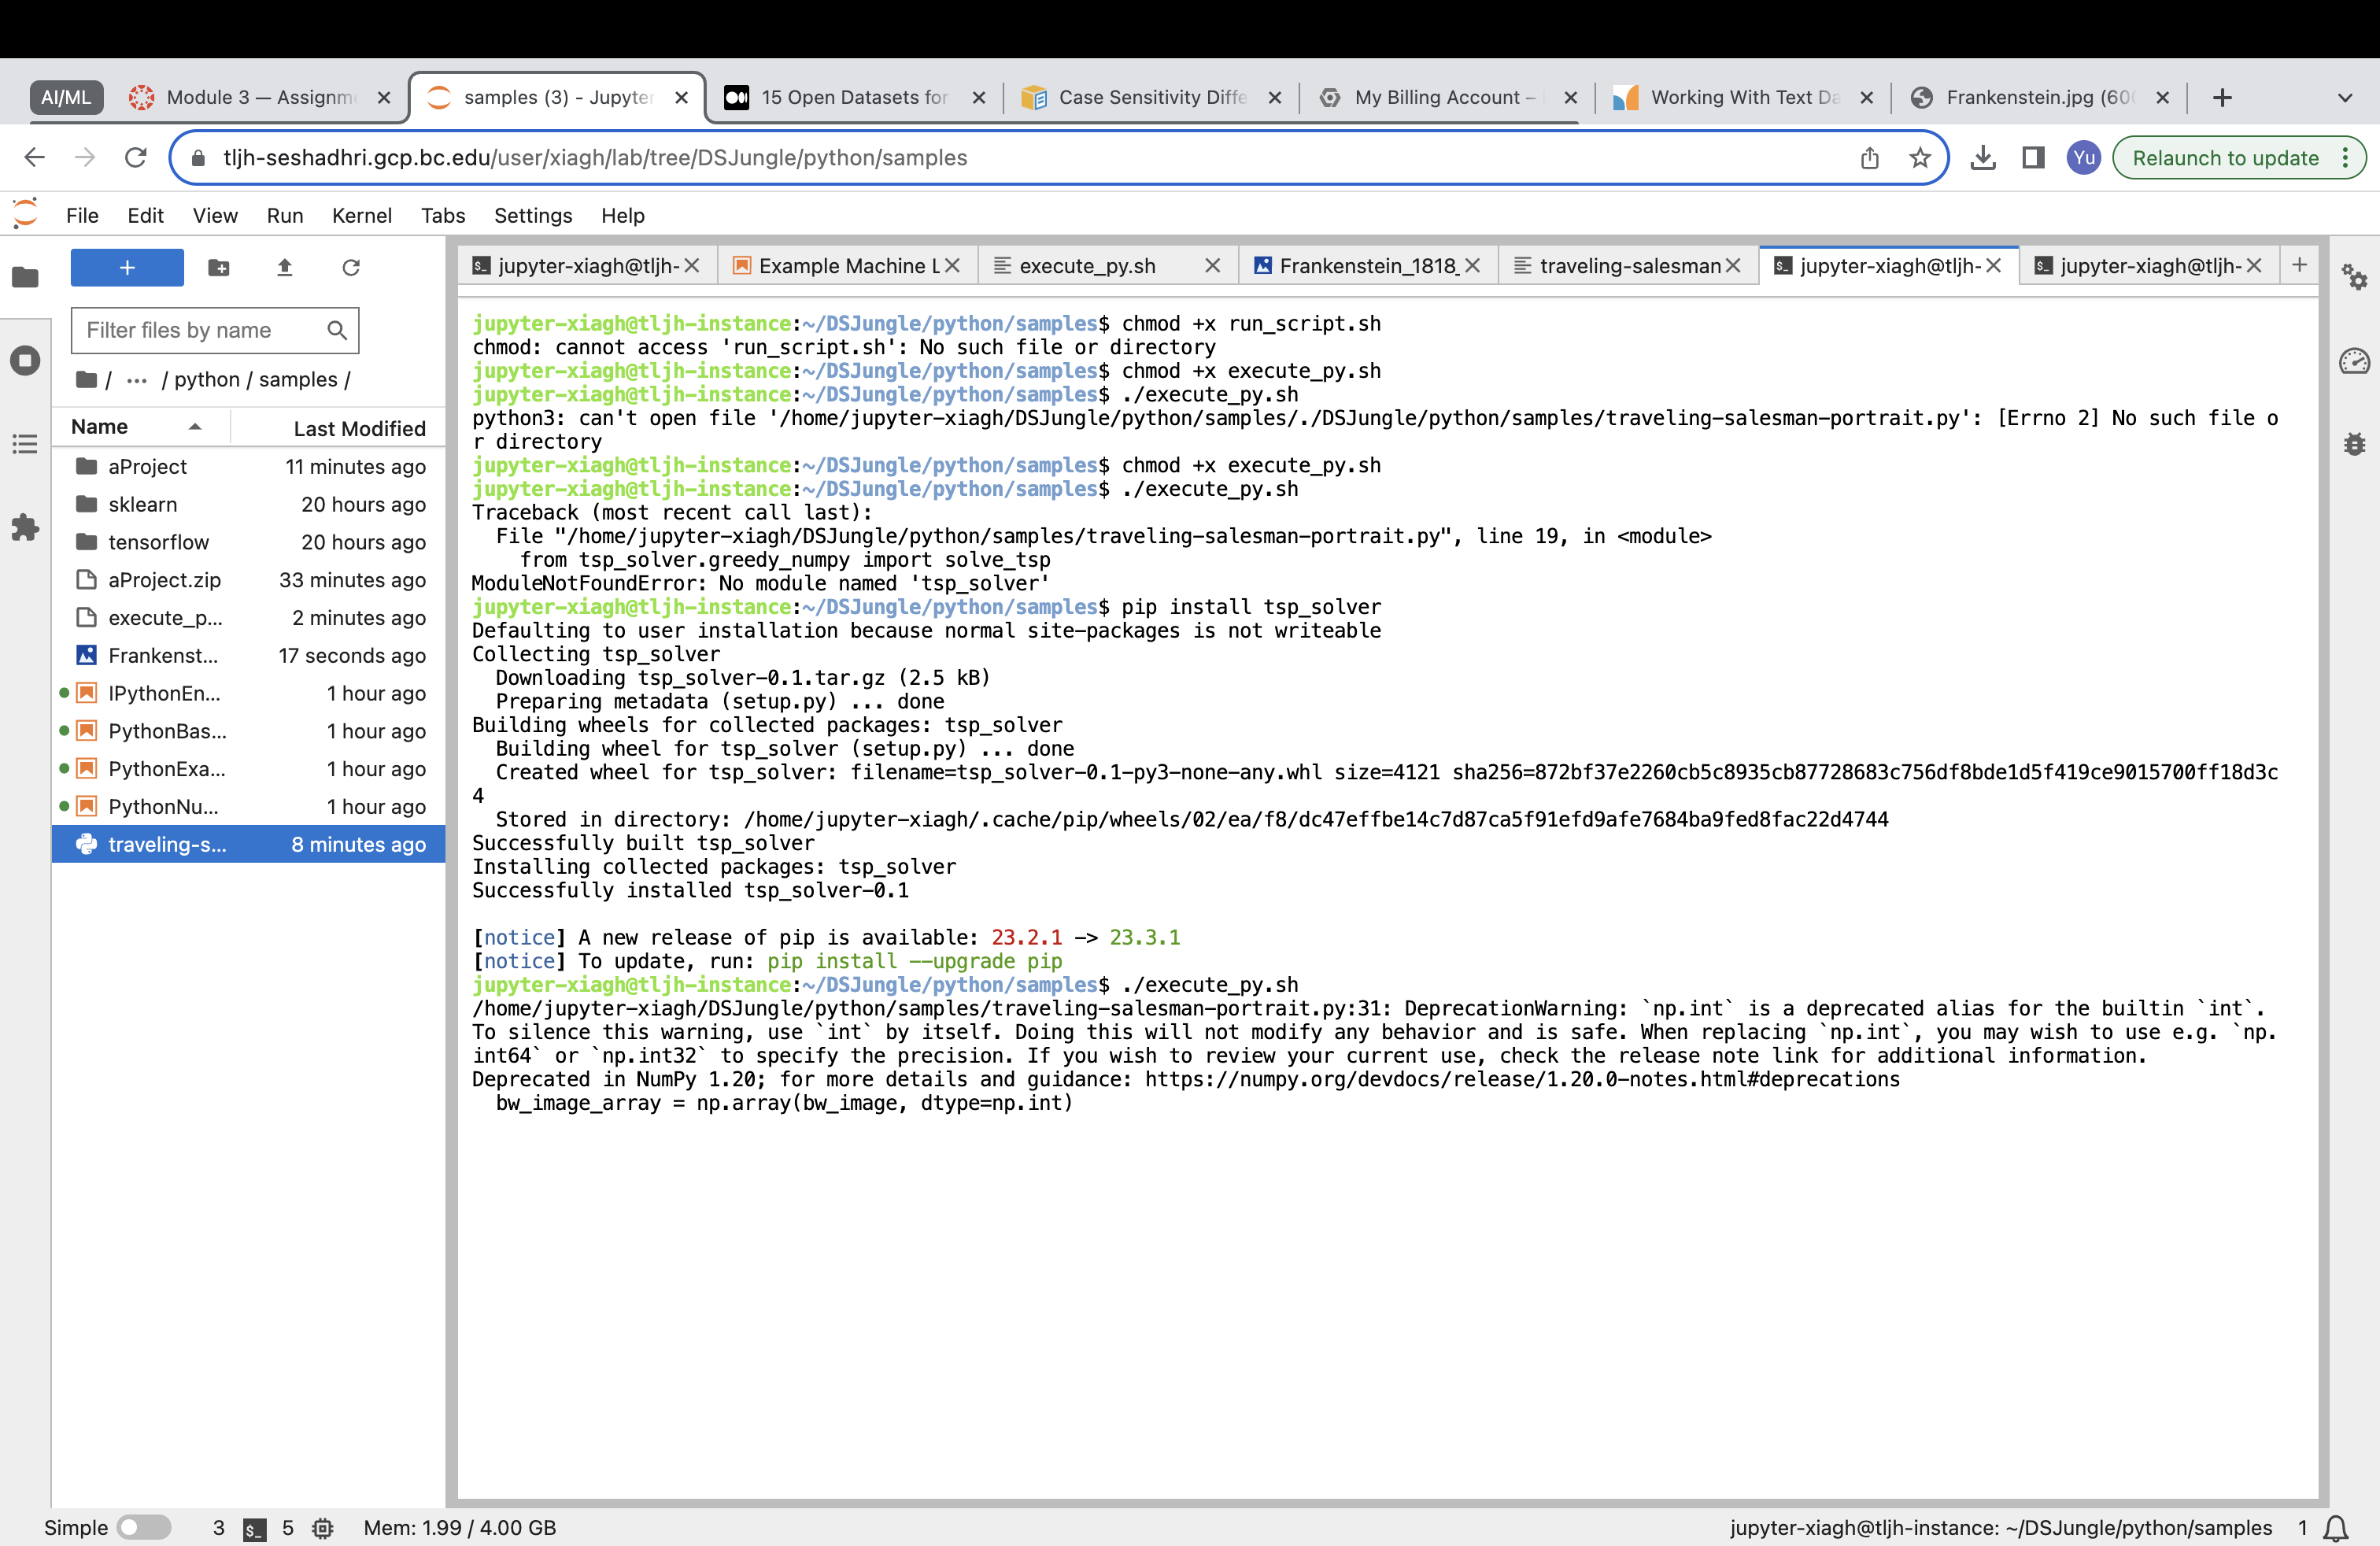 AI/ML
Module 3 — Assignm
samples (3) - Jupyter
15 Open Datasets for
Case Sensitivity Diffe
My Billing Account –
Working With Text Da
Frankenstein.jpg (600
tljh-seshadhri.gcp.bc.edu/user/xiagh/lab/tree/DSJungle/python/samples
Yu
Relaunch to update
File Edit View Run Kernel Tabs Settings Help
jupyter-xiagh@tljh-
Example Machine L
execute_py.sh
Frankenstein_1818_
traveling-salesman
jupyter-xiagh@tljh-
jupyter-xiagh@tljh-
Filter files by name
/ ··· / python / samples /
Name Last Modified
aProject 11 minutes ago
sklearn 20 hours ago
tensorflow 20 hours ago
aProject.zip 33 minutes ago
execute_p... 2 minutes ago
Frankenst... 17 seconds ago
IPythonEn... 1 hour ago
PythonBas... 1 hour ago
PythonExa... 1 hour ago
PythonNu... 1 hour ago
traveling-s... 8 minutes ago
jupyter-xiagh@tljh-instance:~/DSJungle/python/samples$ chmod +x run_script.sh
chmod: cannot access 'run_script.sh': No such file or directory
jupyter-xiagh@tljh-instance:~/DSJungle/python/samples$ chmod +x execute_py.sh
jupyter-xiagh@tljh-instance:~/DSJungle/python/samples$ ./execute_py.sh
python3: can't open file '/home/jupyter-xiagh/DSJungle/python/samples/./DSJungle/python/samples/traveling-salesman-portrait.py': [Errno 2] No such file o
r directory
jupyter-xiagh@tljh-instance:~/DSJungle/python/samples$ chmod +x execute_py.sh
jupyter-xiagh@tljh-instance:~/DSJungle/python/samples$ ./execute_py.sh
Traceback (most recent call last):
  File "/home/jupyter-xiagh/DSJungle/python/samples/traveling-salesman-portrait.py", line 19, in <module>
    from tsp_solver.greedy_numpy import solve_tsp
ModuleNotFoundError: No module named 'tsp_solver'
jupyter-xiagh@tljh-instance:~/DSJungle/python/samples$ pip install tsp_solver
Defaulting to user installation because normal site-packages is not writeable
Collecting tsp_solver
  Downloading tsp_solver-0.1.tar.gz (2.5 kB)
  Preparing metadata (setup.py) ... done
Building wheels for collected packages: tsp_solver
  Building wheel for tsp_solver (setup.py) ... done
  Created wheel for tsp_solver: filename=tsp_solver-0.1-py3-none-any.whl size=4121 sha256=872bf37e2260cb5c8935cb87728683c756df8bde1d5f419ce9015700ff18d3c
4
  Stored in directory: /home/jupyter-xiagh/.cache/pip/wheels/02/ea/f8/dc47effbe14c7d87ca5f91efd9afe7684ba9fed8fac22d4744
Successfully built tsp_solver
Installing collected packages: tsp_solver
Successfully installed tsp_solver-0.1
[notice] A new release of pip is available: 23.2.1 -> 23.3.1
[notice] To update, run: pip install --upgrade pip
jupyter-xiagh@tljh-instance:~/DSJungle/python/samples$ ./execute_py.sh
/home/jupyter-xiagh/DSJungle/python/samples/traveling-salesman-portrait.py:31: DeprecationWarning: `np.int` is a deprecated alias for the builtin `int`.
To silence this warning, use `int` by itself. Doing this will not modify any behavior and is safe. When replacing `np.int`, you may wish to use e.g. `np.
int64` or `np.int32` to specify the precision. If you wish to review your current use, check the release note link for additional information.
Deprecated in NumPy 1.20; for more details and guidance: https://numpy.org/devdocs/release/1.20.0-notes.html#deprecations
  bw_image_array = np.array(bw_image, dtype=np.int)
Simple 3 $_ 5 Mem: 1.99 / 4.00 GB
jupyter-xiagh@tljh-instance: ~/DSJungle/python/samples 1